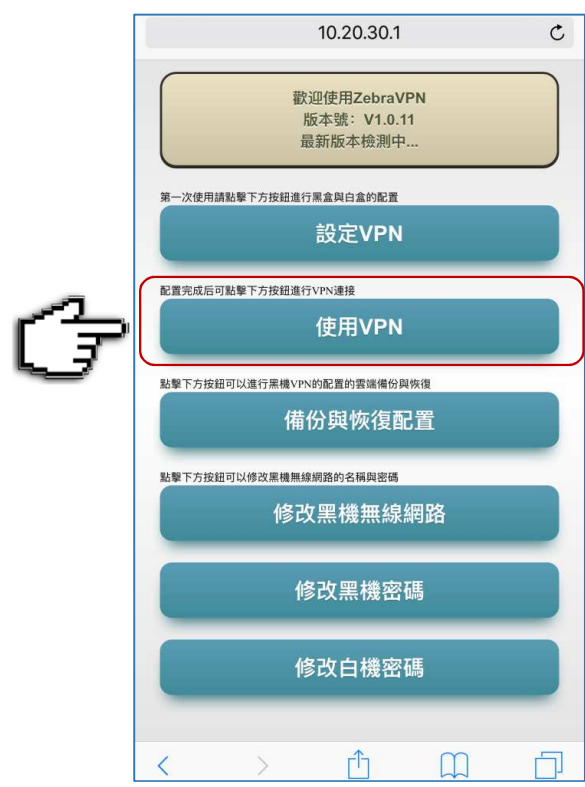 10.20.30.1
歡迎使用ZebraVPN
版本號：V1.0.11
最新版本檢測中...
第一次使用請點擊下方按鈕進行黑盒與白盒的配置
設定VPN
配置完成后可點擊下方按鈕進行VPN連接
使用VPN
點擊下方按鈕可以進行黑機VPN的配置的雲端備份與恢復
備份與恢復配置
點擊下方按鈕可以修改黑機無線網路的名稱與密碼
修改黑機無線網路
修改黑機密碼
修改白機密碼